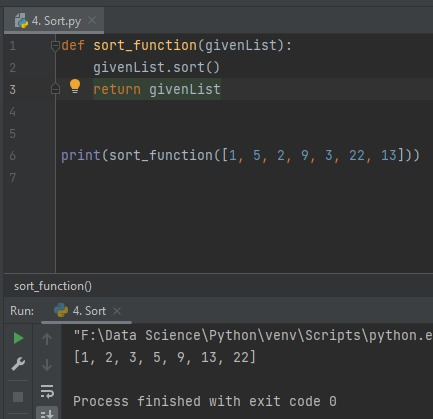 4. Sort.py
1 def sort_function(givenList):
2     givenList.sort()
3     return givenList
4
5
6 print(sort_function([1, 5, 2, 9, 3, 22, 13]))
7
sort_function()
Run: 4. Sort
"F:\Data Science\Python\venv\Scripts\python.e
[1, 2, 3, 5, 9, 13, 22]
Process finished with exit code 0